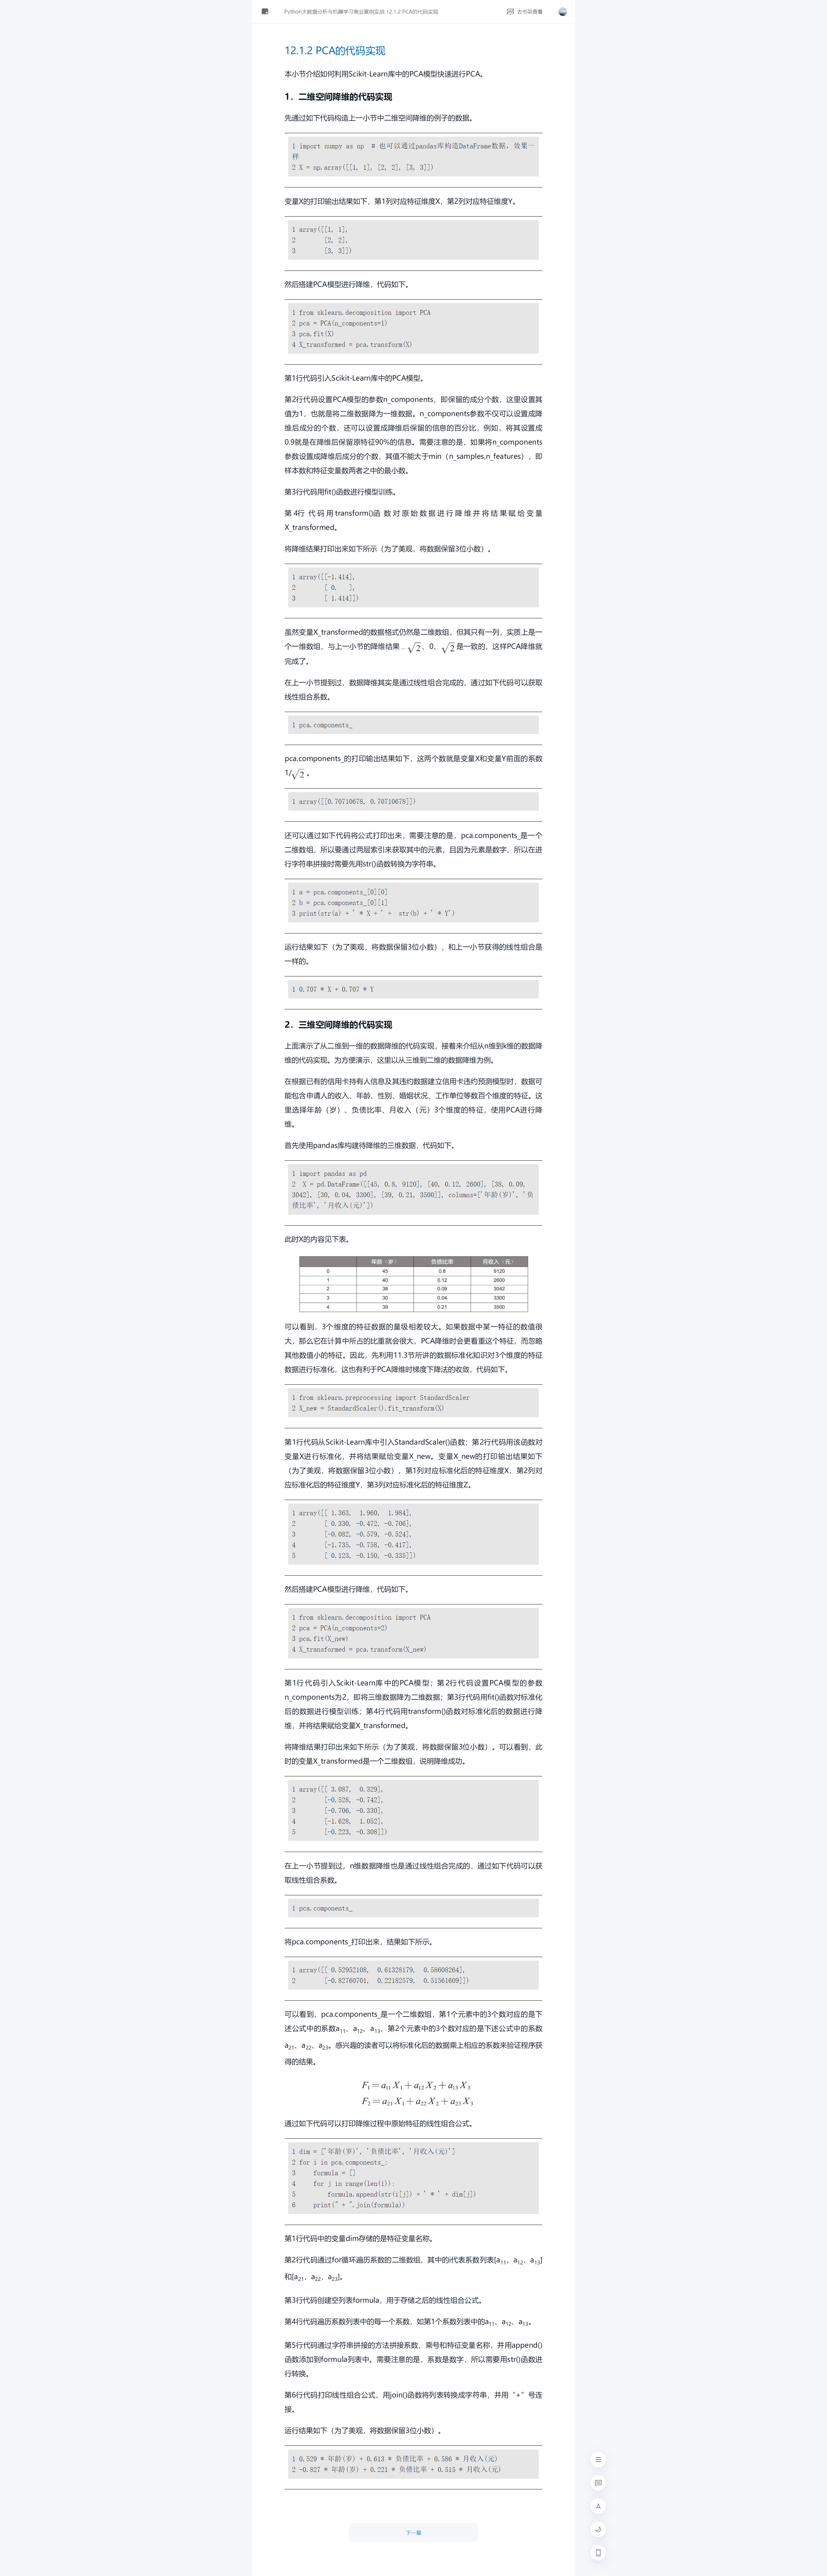 Python大数据分析与机器学习商业案例实战 12.1.2 PCA的代码实现
去书架查看
12.1.2 PCA的代码实现
本小节介绍如何利用Scikit-Learn库中的PCA模型快速进行PCA。
1．二维空间降维的代码实现
先通过如下代码构造上一小节中二维空间降维的例子的数据。
1 import numpy as np  # 也可以通过pandas库构造DataFrame数据，效果一
样
2 X = np.array([[1, 1], [2, 2], [3, 3]])
变量X的打印输出结果如下，第1列对应特征维度X，第2列对应特征维度Y。
1 array([[1, 1],
2        [2, 2],
3        [3, 3]])
然后搭建PCA模型进行降维，代码如下。
1 from sklearn.decomposition import PCA
2 pca = PCA(n_components=1)
3 pca.fit(X)
4 X_transformed = pca.transform(X)
第1行代码引入Scikit-Learn库中的PCA模型。
第2行代码设置PCA模型的参数n_components，即保留的成分个数，这里设置其
值为1，也就是将二维数据降为一维数据。n_components参数不仅可以设置成降
维后成分的个数，还可以设置成降维后保留的信息的百分比，例如，将其设置成
0.9就是在降维后保留原特征90%的信息。需要注意的是，如果将n_components
参数设置成降维后成分的个数，其值不能大于min（n_samples,n_features），即
样本数和特征变量数两者之中的最小数。
第3行代码用fit()函数进行模型训练。
第 4行 代 码 用 transform()函 数 对 原 始 数 据 进 行 降 维 并 将 结 果 赋 给 变 量
X_transformed。
将降维结果打印出来如下所示（为了美观，将数据保留3位小数）。
1 array([[-1.414],
2        [ 0.   ],
3        [ 1.414]])
虽然变量X_transformed的数据格式仍然是二维数组，但其只有一列，实质上是一
个一维数组，与上一小节的降维结果 - √2、0、√2 是一致的，这样PCA降维就
完成了。
在上一小节提到过，数据降维其实是通过线性组合完成的，通过如下代码可以获取
线性组合系数。
1 pca.components_
pca.components_的打印输出结果如下，这两个数就是变量X和变量Y前面的系数
1/√2 。
1 array([[0.70710678, 0.70710678]])
还可以通过如下代码将公式打印出来，需要注意的是，pca.components_是一个
二维数组，所以要通过两层索引来获取其中的元素，且因为元素是数字，所以在进
行字符串拼接时需要先用str()函数转换为字符串。
1 a = pca.components_[0][0]
2 b = pca.components_[0][1]
3 print(str(a) + ' * X + ' +  str(b) + ' * Y')
运行结果如下（为了美观，将数据保留3位小数），和上一小节获得的线性组合是
一样的。
1 0.707 * X + 0.707 * Y
2．三维空间降维的代码实现
上面演示了从二维到一维的数据降维的代码实现，接着来介绍从n维到k维的数据降
维的代码实现。为方便演示，这里以从三维到二维的数据降维为例。
在根据已有的信用卡持有人信息及其违约数据建立信用卡违约预测模型时，数据可
能包含申请人的收入、年龄、性别、婚姻状况、工作单位等数百个维度的特征。这
里选择年龄（岁）、负债比率、月收入（元）3个维度的特征，使用PCA进行降
维。
首先使用pandas库构建待降维的三维数据，代码如下。
1 import pandas as pd
2  X = pd.DataFrame([[45, 0.8, 9120], [40, 0.12, 2600], [38, 0.09,
3042], [30, 0.04, 3300], [39, 0.21, 3500]], columns=['年龄(岁)', '负
债比率', '月收入(元)'])
此时X的内容见下表。
年龄（岁） 负债比率 月收入（元）
0 45 0.8 9120
1 40 0.12 2600
2 38 0.09 3042
3 30 0.04 3300
4 39 0.21 3500
可以看到，3个维度的特征数据的量级相差较大。如果数据中某一特征的数值很
大，那么它在计算中所占的比重就会很大，PCA降维时会更看重这个特征，而忽略
其他数值小的特征。因此，先利用11.3节所讲的数据标准化知识对3个维度的特征
数据进行标准化，这也有利于PCA降维时梯度下降法的收敛，代码如下。
1 from sklearn.preprocessing import StandardScaler
2 X_new = StandardScaler().fit_transform(X)
第1行代码从Scikit-Learn库中引入StandardScaler()函数；第2行代码用该函数对
变量X进行标准化，并将结果赋给变量X_new。变量X_new的打印输出结果如下
（为了美观，将数据保留3位小数），第1列对应标准化后的特征维度X，第2列对
应标准化后的特征维度Y，第3列对应标准化后的特征维度Z。
1 array([[ 1.363,  1.960,  1.984],
2        [ 0.330, -0.472, -0.706],
3        [-0.082, -0.579, -0.524],
4        [-1.735, -0.758, -0.417],
5        [ 0.123, -0.150, -0.335]])
然后搭建PCA模型进行降维，代码如下。
1 from sklearn.decomposition import PCA
2 pca = PCA(n_components=2)
3 pca.fit(X_new)
4 X_transformed = pca.transform(X_new)
第1行代码引入Scikit-Learn库中的PCA模型；第2行代码设置PCA模型的参数
n_components为2，即将三维数据降为二维数据；第3行代码用fit()函数对标准化
后的数据进行模型训练；第4行代码用transform()函数对标准化后的数据进行降
维，并将结果赋给变量X_transformed。
将降维结果打印出来如下所示（为了美观，将数据保留3位小数）。可以看到，此
时的变量X_transformed是一个二维数组，说明降维成功。
1 array([[ 3.087,  0.329],
2        [-0.528, -0.742],
3        [-0.706, -0.330],
4        [-1.628,  1.052],
5        [-0.223, -0.308]])
在上一小节提到过，n维数据降维也是通过线性组合完成的，通过如下代码可以获
取线性组合系数。
1 pca.components_
将pca.components_打印出来，结果如下所示。
1 array([[ 0.52952108,  0.61328179,  0.58608264],
2        [-0.82760701,  0.22182579,  0.51561609]])
可以看到，pca.components_是一个二维数组，第1个元素中的3个数对应的是下
述公式中的系数a11、a12、a13，第2个元素中的3个数对应的是下述公式中的系数
a21、a22、a23。感兴趣的读者可以将标准化后的数据乘上相应的系数来验证程序获
得的结果。
F1 = a11 X1 + a12 X2 + a13 X3
F2 = a21 X1 + a22 X2 + a23 X3
通过如下代码可以打印降维过程中原始特征的线性组合公式。
1 dim = ['年龄(岁)', '负债比率', '月收入(元)']
2 for i in pca.components_:
3     formula = []
4     for j in range(len(i)):
5         formula.append(str(i[j]) + ' * ' + dim[j])
6     print(" + ".join(formula))
第1行代码中的变量dim存储的是特征变量名称。
第2行代码通过for循环遍历系数的二维数组，其中的i代表系数列表[a11，a12，a13]
和[a21，a22，a23]。
第3行代码创建空列表formula，用于存储之后的线性组合公式。
第4行代码遍历系数列表中的每一个系数，如第1个系数列表中的a11、a12、a13。
第5行代码通过字符串拼接的方法拼接系数、乘号和特征变量名称，并用append()
函数添加到formula列表中。需要注意的是，系数是数字，所以需要用str()函数进
行转换。
第6行代码打印线性组合公式，用join()函数将列表转换成字符串，并用“+”号连
接。
运行结果如下（为了美观，将数据保留3位小数）。
1 0.529 * 年龄(岁) + 0.613 * 负债比率 + 0.586 * 月收入(元)
2 -0.827 * 年龄(岁) + 0.221 * 负债比率 + 0.515 * 月收入(元)
下一章